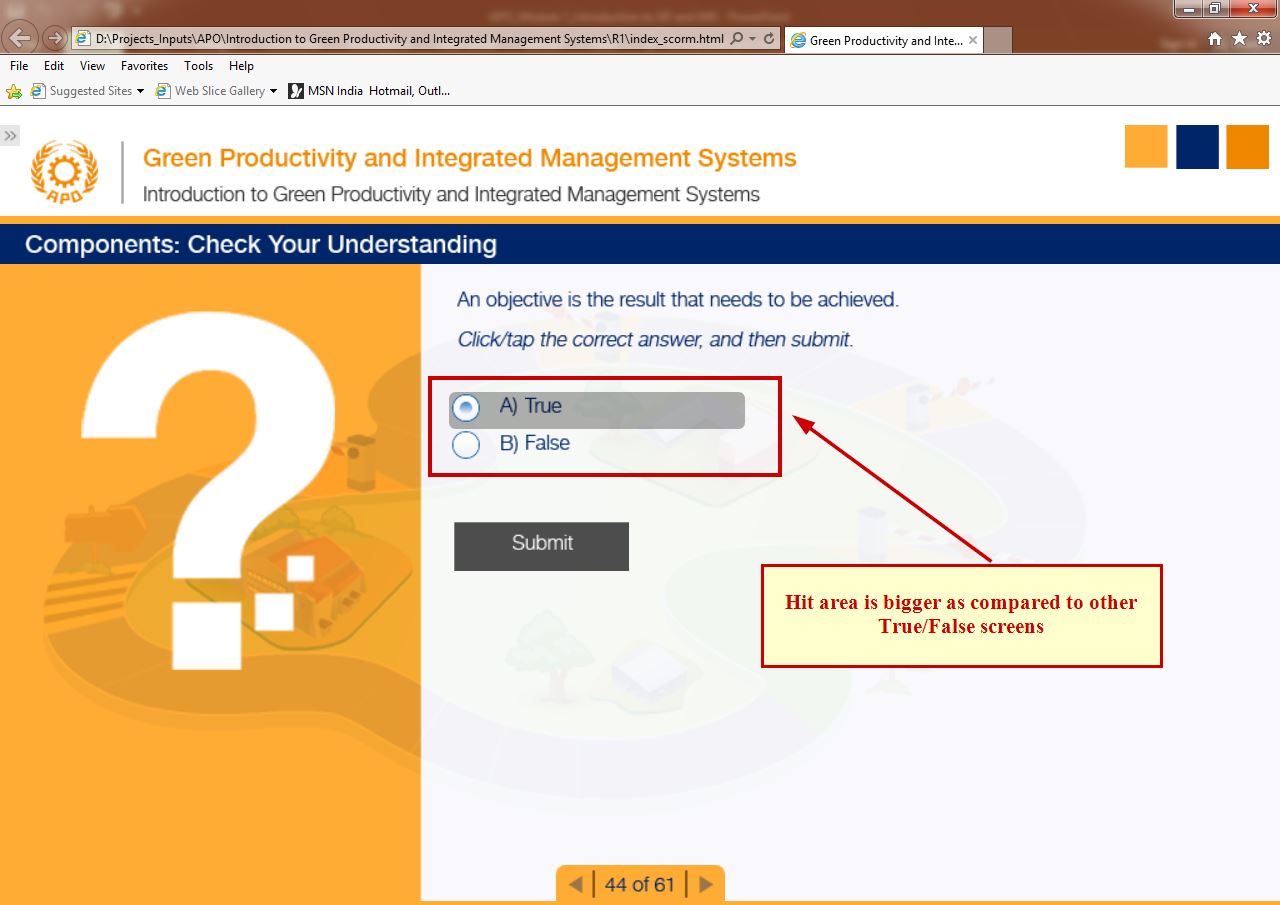 D:\Projects_Inputs\APO\Introduction to Green Productivity and Integrated Management Systems\R1\index_scorm.html
Green Productivity and Inte...
File Edit View Favorites Tools Help
Suggested Sites Web Slice Gallery MSN India Hotmail, Outl...
APO
Green Productivity and Integrated Management Systems
Introduction to Green Productivity and Integrated Management Systems
Components: Check Your Understanding
An objective is the result that needs to be achieved.
Click/tap the correct answer, and then submit.
A) True
B) False
Submit
Hit area is bigger as compared to other
True/False screens
44 of 61